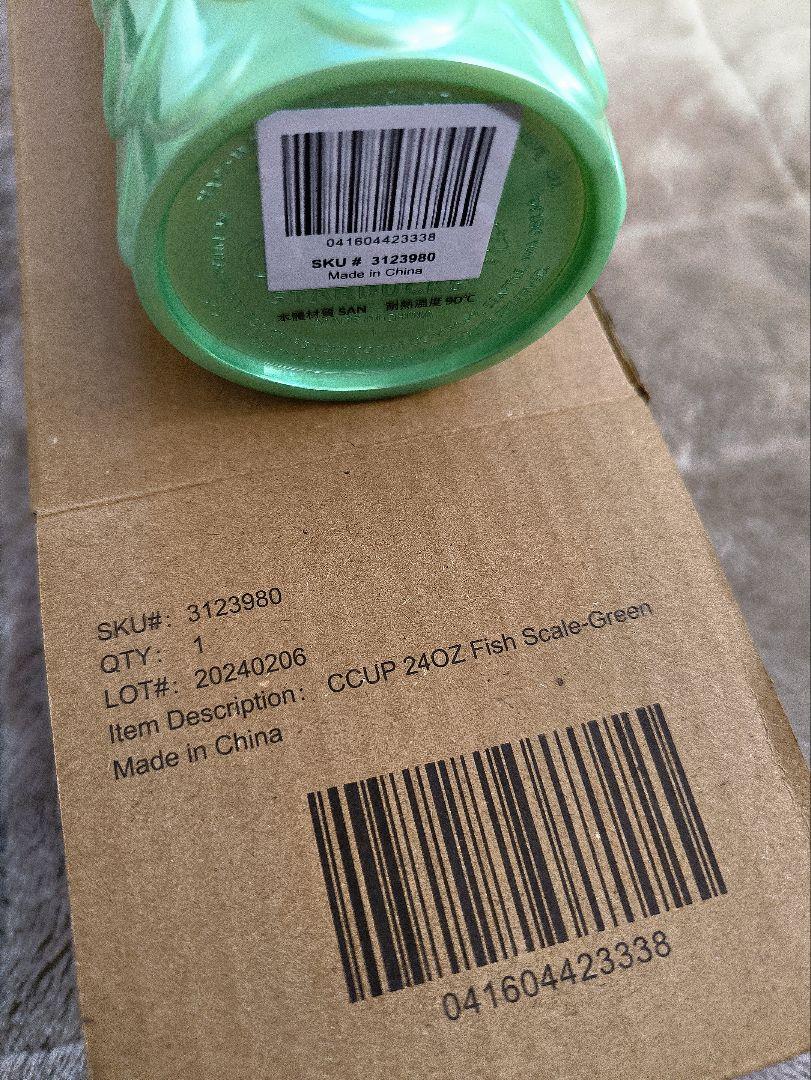 041604423338
SKU # 3123980
Made in China
本體材質 SAN 耐熱溫度 90℃
SKU#: 3123980
QTY: 1
LOT#: 20240206
Item Description: CCUP 24OZ Fish Scale-Green
Made in China
041604423338